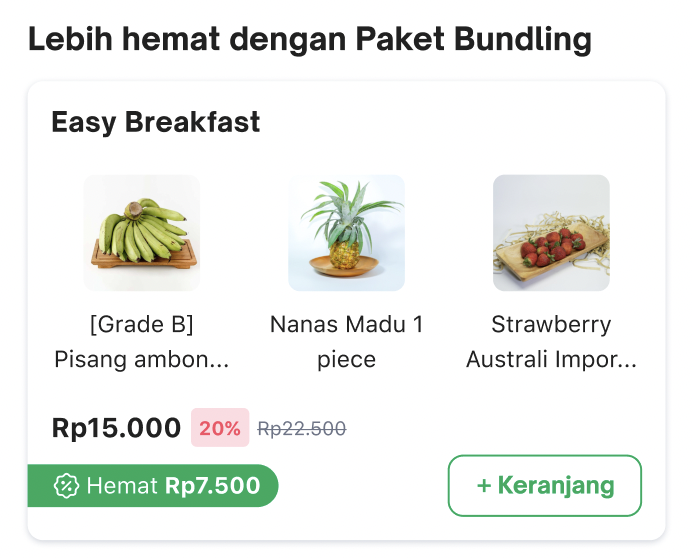 Lebih hemat dengan Paket Bundling
Easy Breakfast
[Grade B]
Pisang ambon...
Nanas Madu 1
piece
Strawberry
Australi Impor...
Rp15.000 20% Rp22.500
Hemat Rp7.500
+ Keranjang